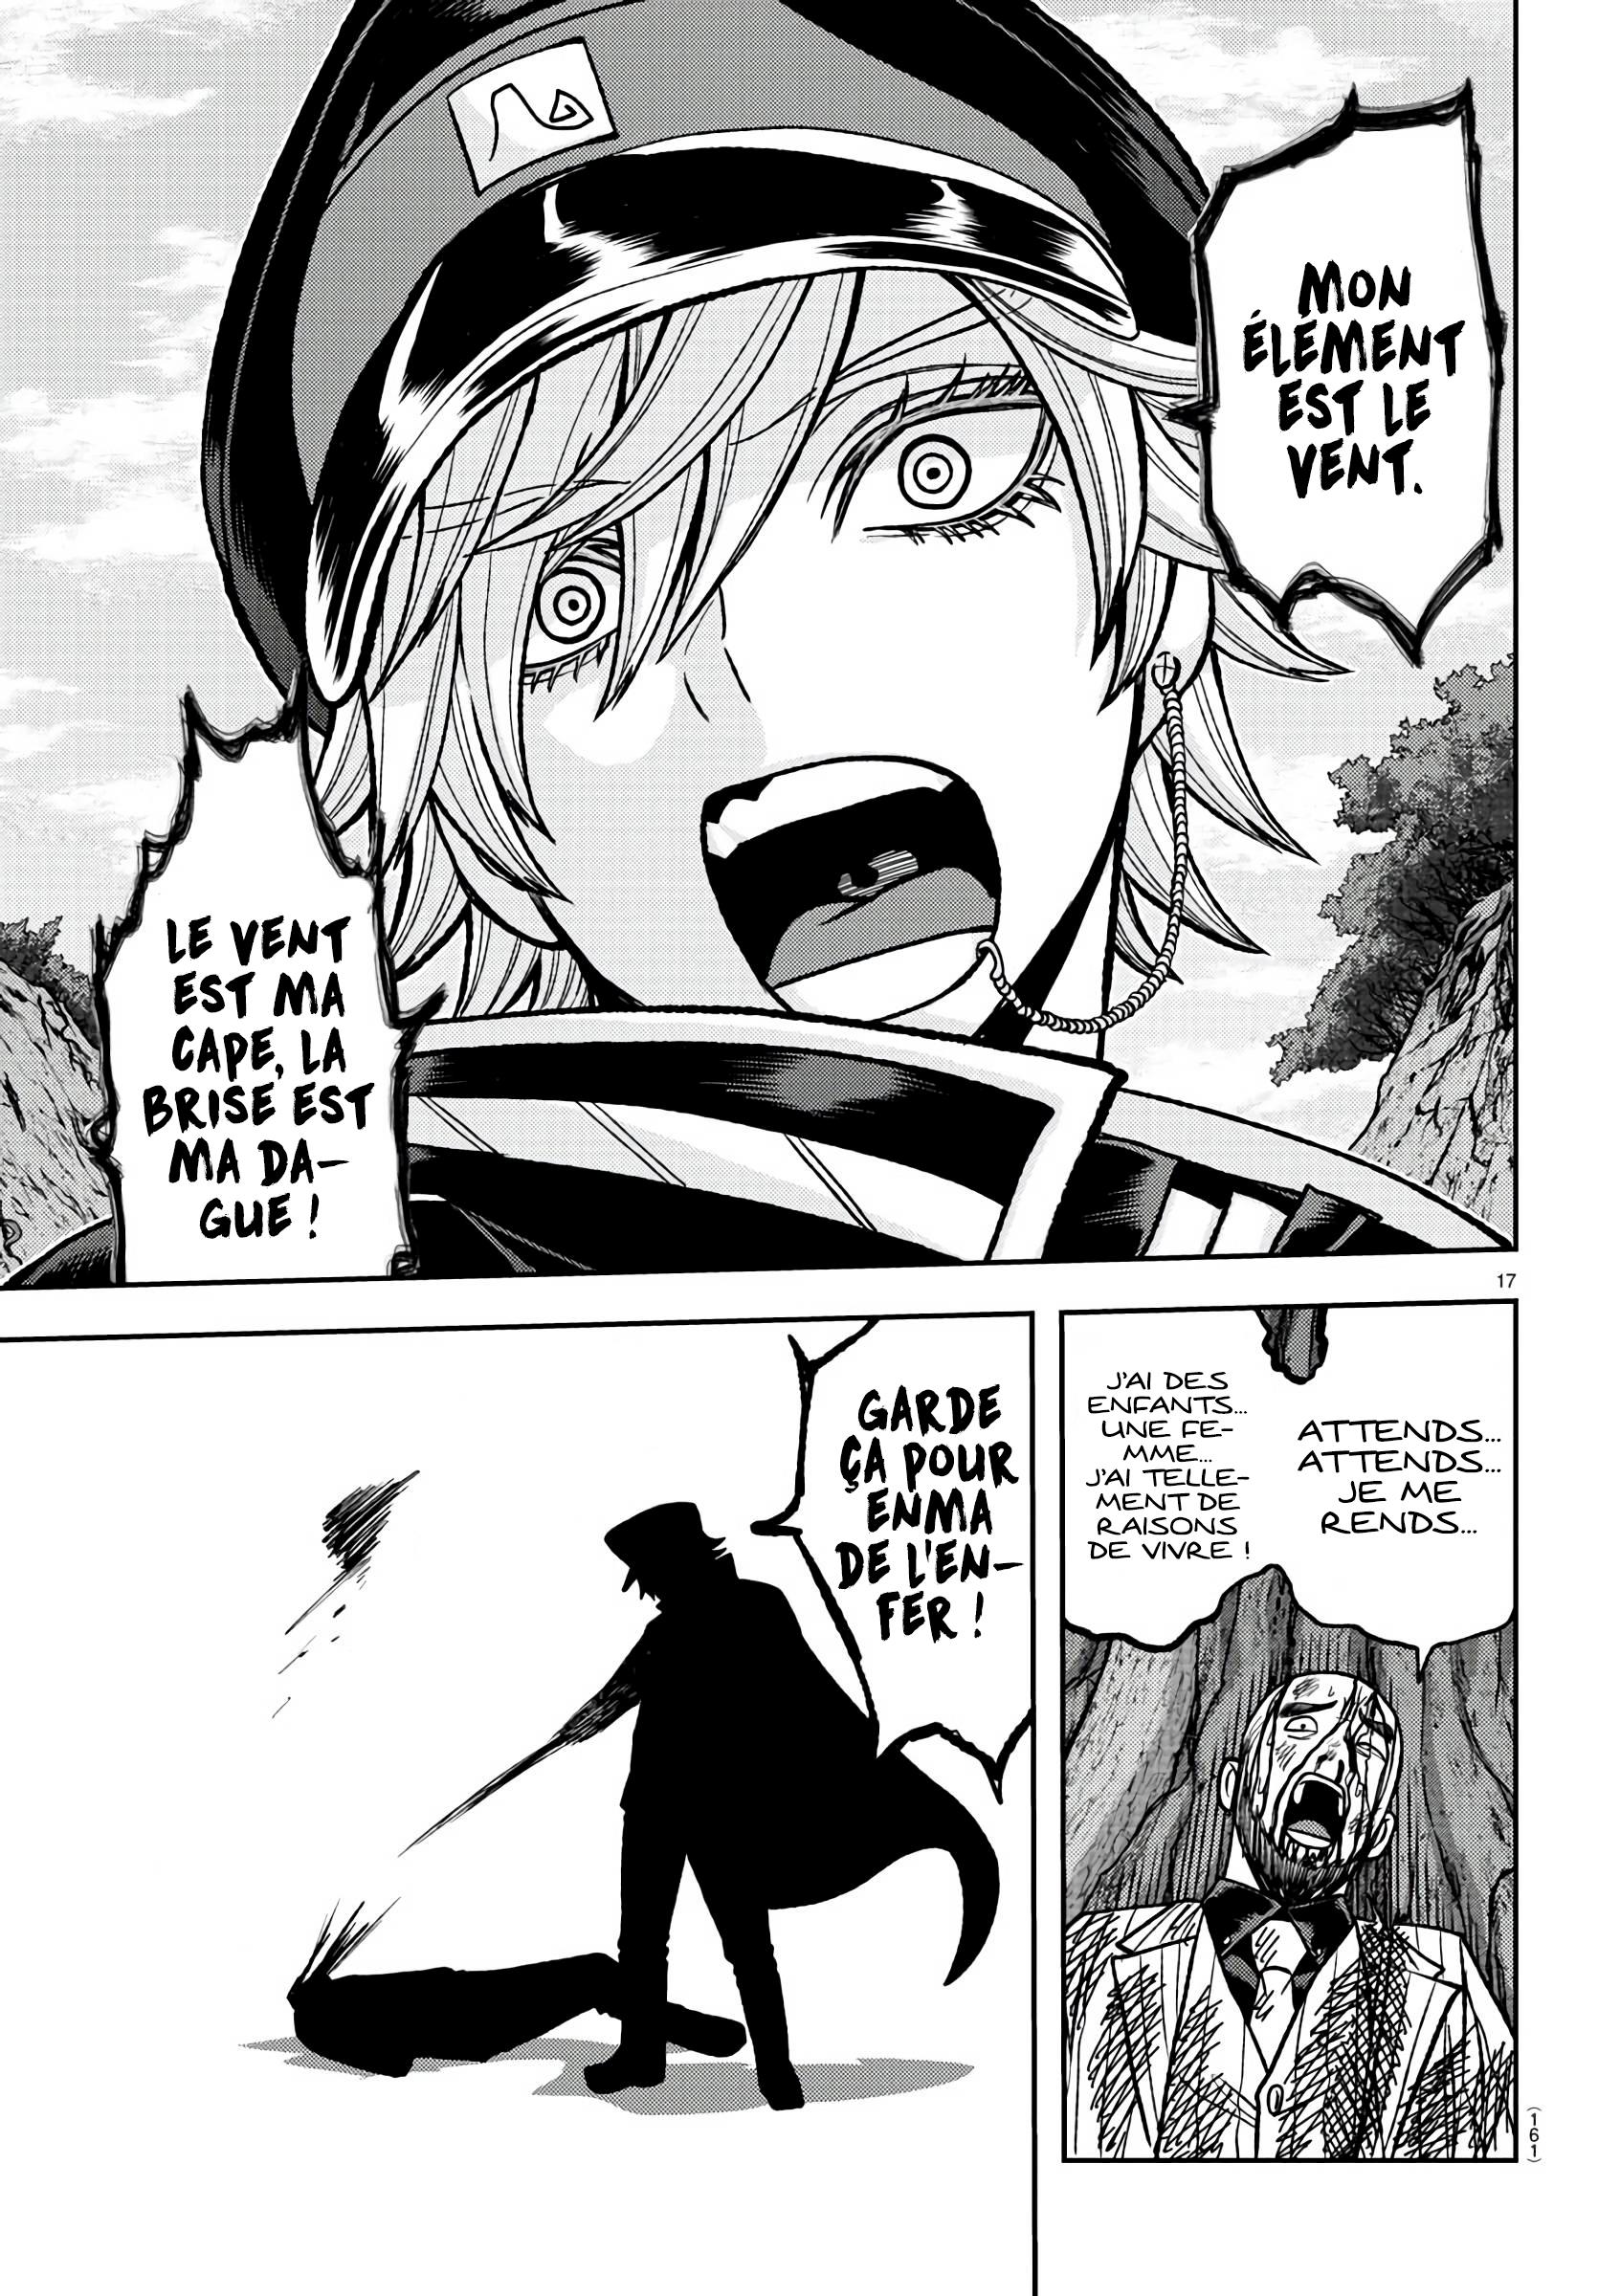 MON
ÉLÉMENT
EST LE
VENT.
LE VENT
EST MA
CAPE, LA
BRISE EST
MA DA-
GUE !
17
ATTENDS...
ATTENDS...
JE ME
RENDS...
J'AI DES
ENFANTS...
UNE FE-
MME...
J'AI TELLE-
MENT DE
RAISONS
DE VIVRE !
GARDE
ÇA POUR
ENMA
DE L'EN-
FER !
(161)